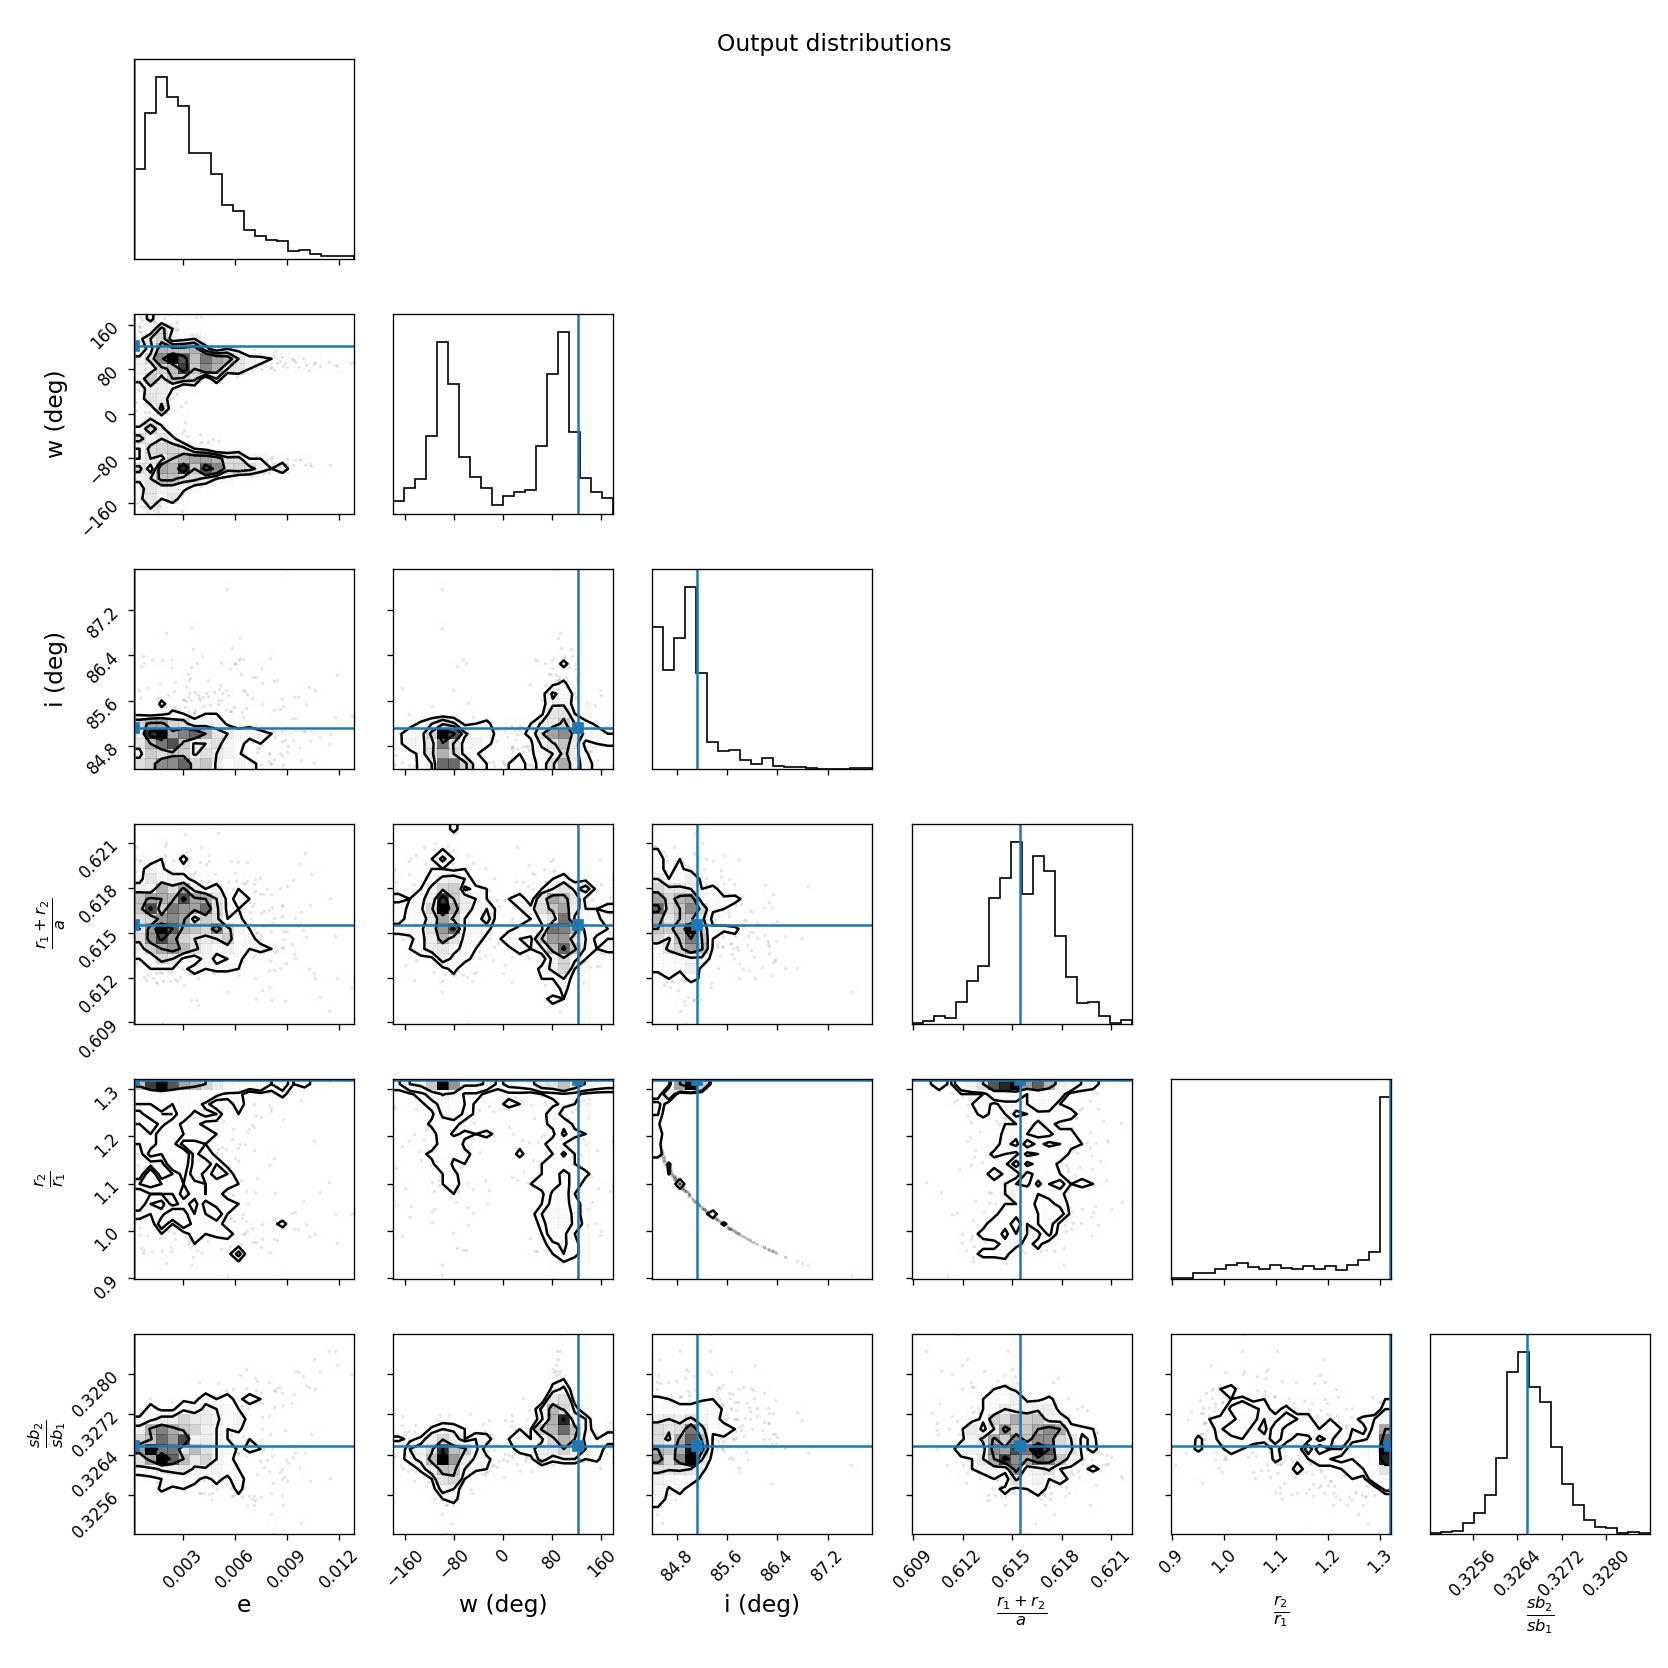 Output distributions
w (deg)
160
80
0
−80
−160
i (deg)
87.2
86.4
85.6
84.8
r₁ + r₂
a
0.621
0.618
0.615
0.612
0.609
r₂
r₁
1.3
1.2
1.1
1.0
0.9
sb₂
sb₁
0.3280
0.3272
0.3264
0.3256
0.003 0.006 0.009 0.012
−160 −80 0 80 160
84.8 85.6 86.4 87.2
0.609 0.612 0.615 0.618 0.621
0.9 1.0 1.1 1.2 1.3
0.3256 0.3264 0.3272 0.3280
e
w (deg)
i (deg)
r₁ + r₂
a
r₂
r₁
sb₂
sb₁